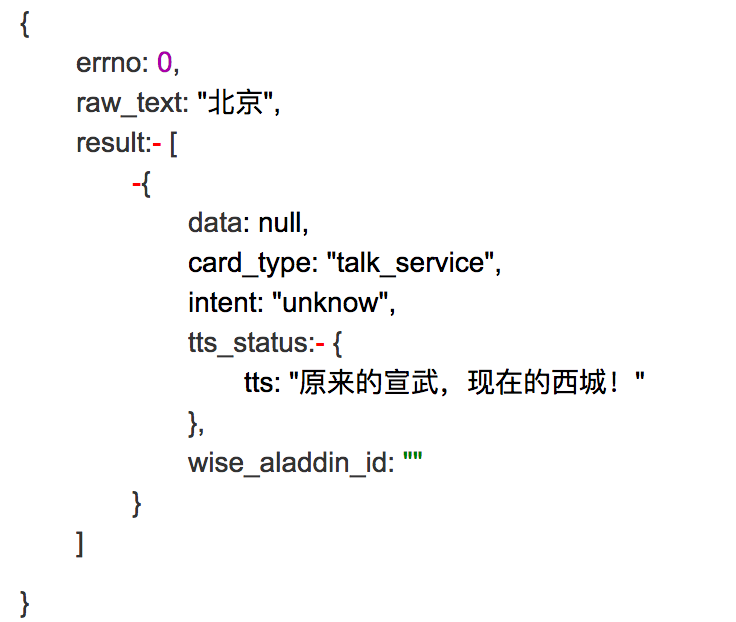 {
errno: 0,
raw_text: "北京",
result:- [
-{
data: null,
card_type: "talk_service",
intent: "unknow",
tts_status:- {
tts: "原来的宣武，现在的西城！"
},
wise_aladdin_id: ""
}
]
}